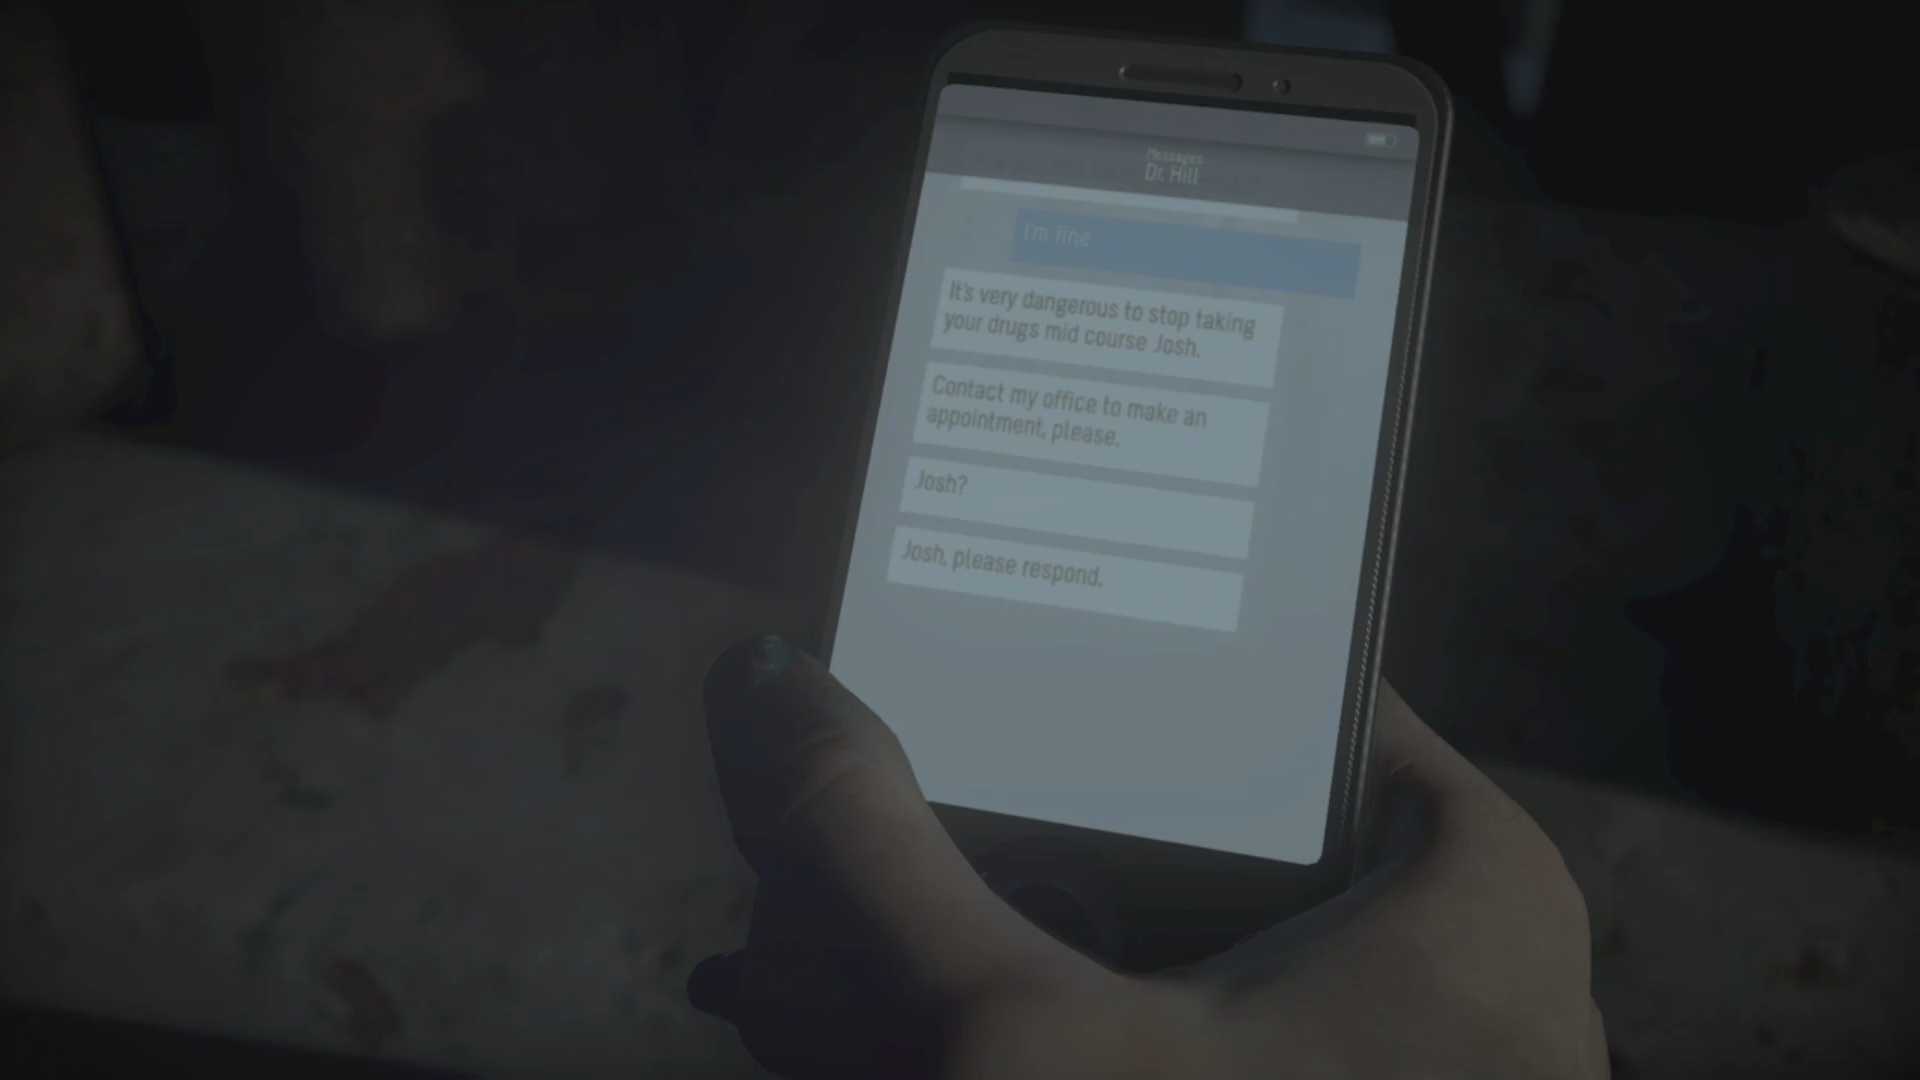 Messages
Dr. Hill
I'm fine
It's very dangerous to stop taking
your drugs mid course Josh.
Contact my office to make an
appointment, please.
Josh?
Josh, please respond.